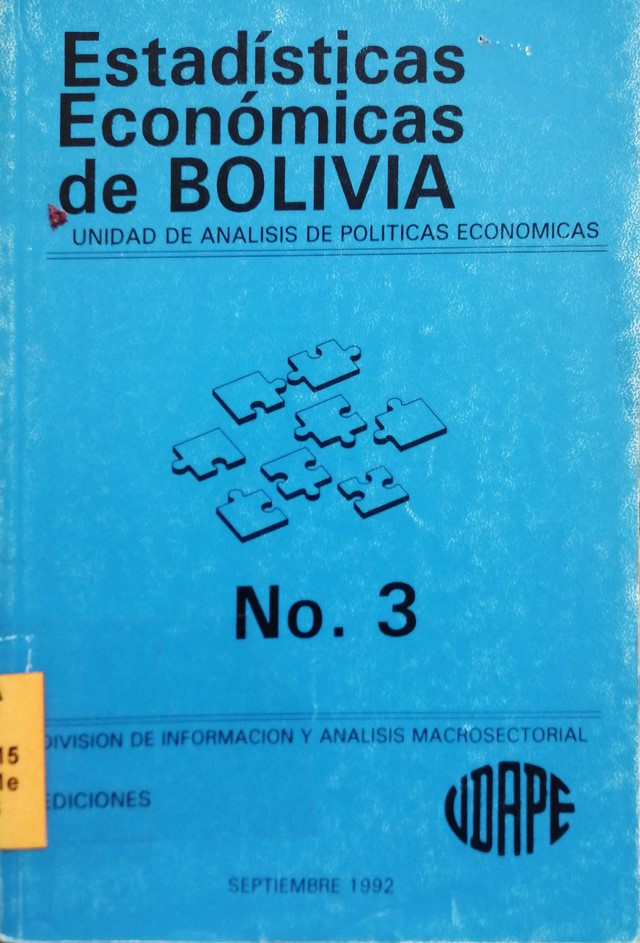 Estadísticas
Económicas
de BOLIVIA
UNIDAD DE ANALISIS DE POLITICAS ECONOMICAS
No. 3
DIVISION DE INFORMACION Y ANALISIS MACROSECTORIAL
EDICIONES
UDAPE
SEPTIEMBRE 1992